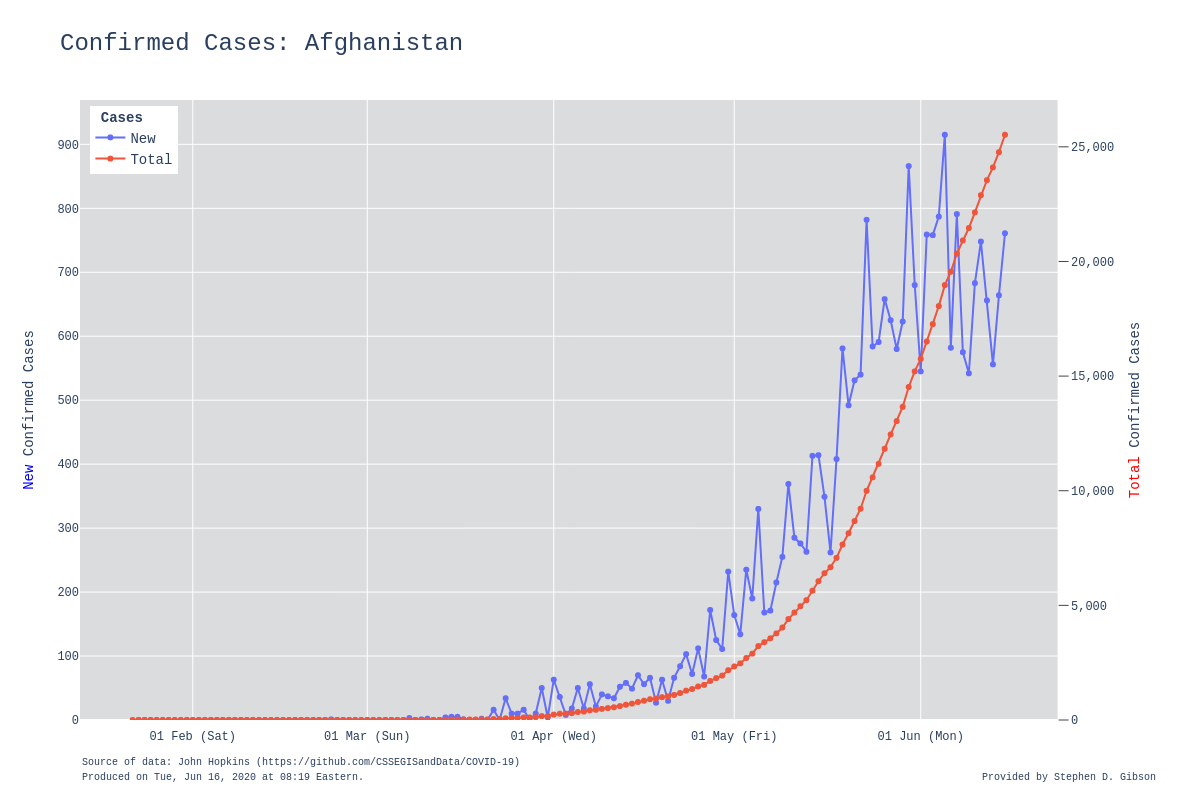 Confirmed Cases: Afghanistan
Cases
New
Total
900
800
700
600
500
400
300
200
100
0
25,000
20,000
15,000
10,000
5,000
0
New Confirmed Cases
Total Confirmed Cases
01 Feb (Sat)
01 Mar (Sun)
01 Apr (Wed)
01 May (Fri)
01 Jun (Mon)
Source of data: John Hopkins (https://github.com/CSSEGISandData/COVID-19)
Produced on Tue, Jun 16, 2020 at 08:19 Eastern.
Provided by Stephen D. Gibson